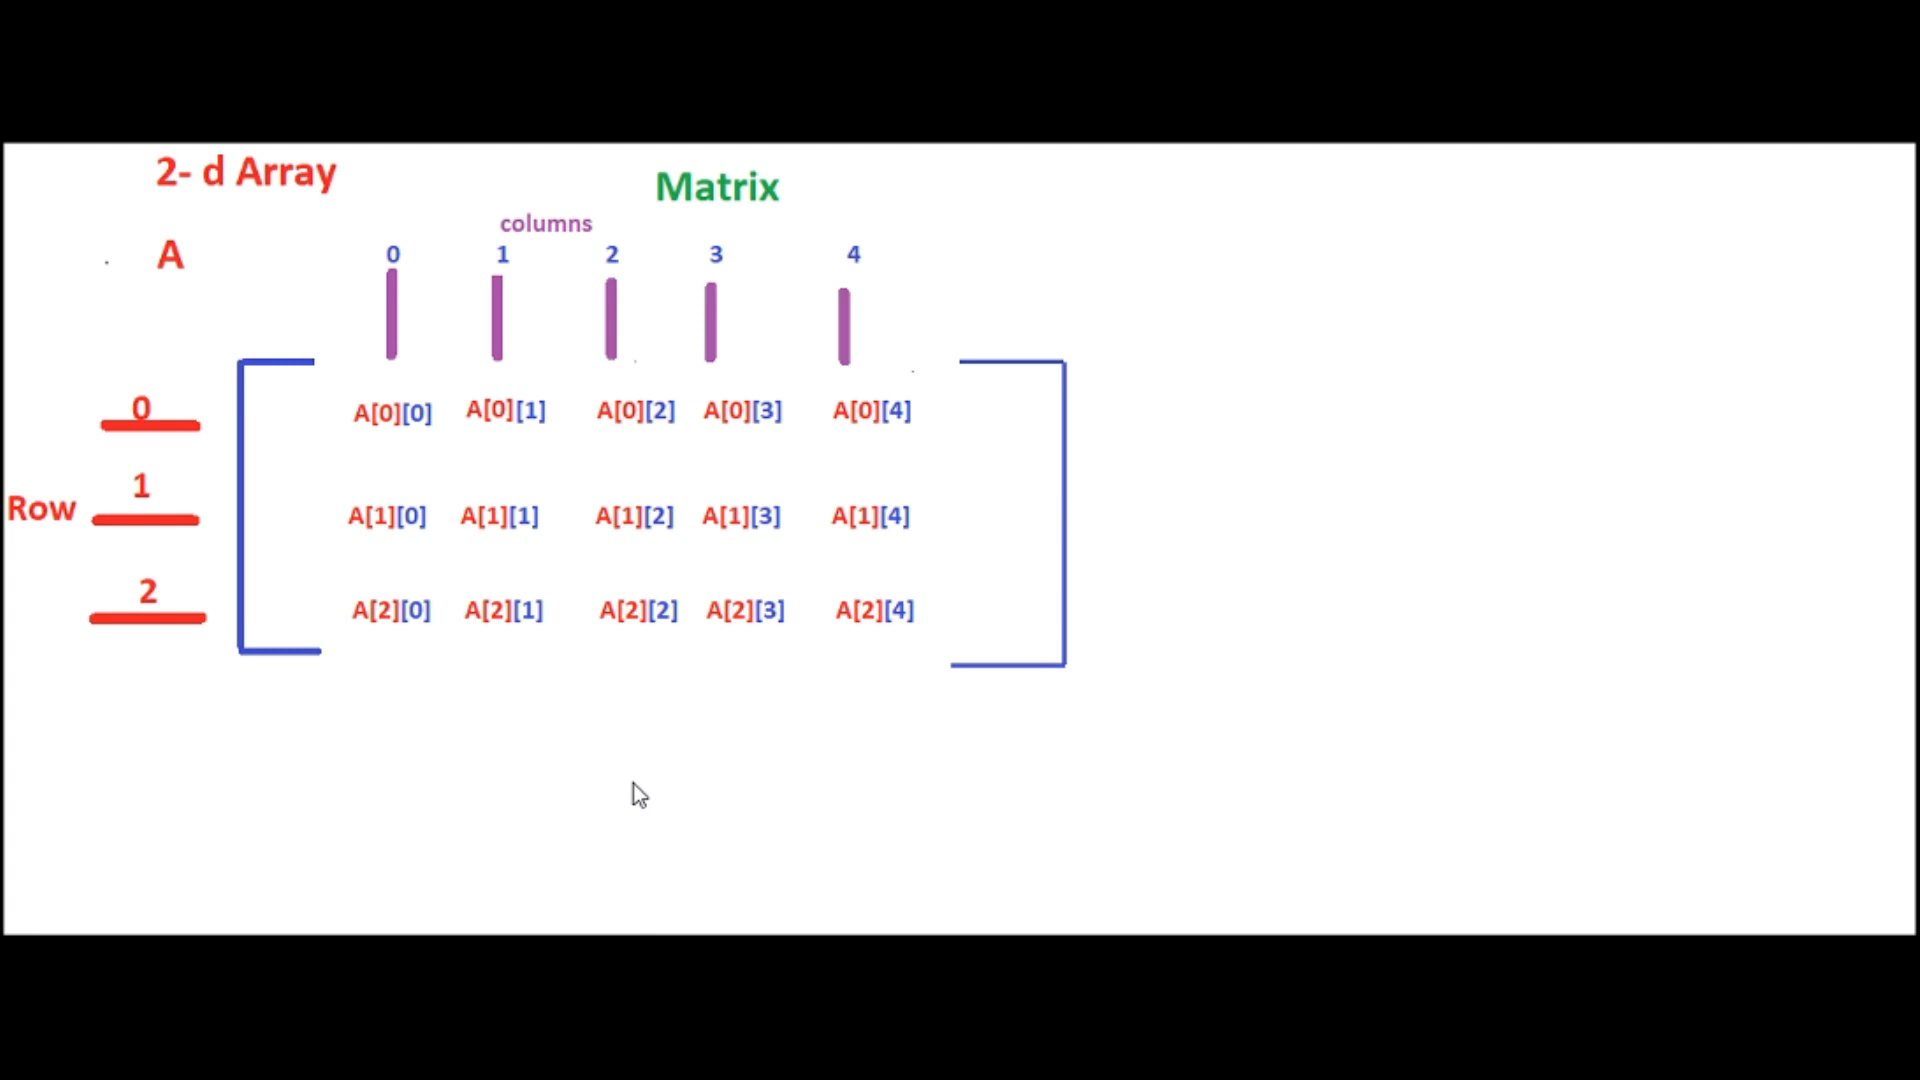 2- d Array
Matrix
columns
A
0 1 2 3 4
0
A[0][0] A[0][1] A[0][2] A[0][3] A[0][4]
1
Row
A[1][0] A[1][1] A[1][2] A[1][3] A[1][4]
2
A[2][0] A[2][1] A[2][2] A[2][3] A[2][4]